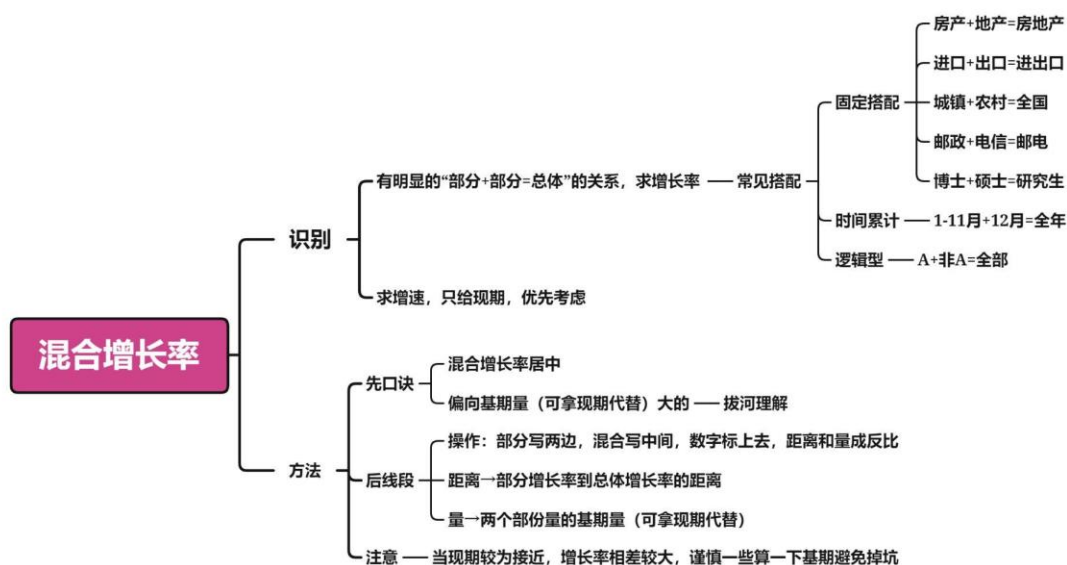 混合增长率
识别
有明显的“部分+部分=总体”的关系，求增长率
常见搭配
固定搭配
房产+地产=房地产
进口+出口=进出口
城镇+农村=全国
邮政+电信=邮电
博士+硕士=研究生
时间累计
1-11月+12月=全年
逻辑型
A+非A=全部
求增速，只给现期，优先考虑
方法
先口诀
混合增长率居中
偏向基期量（可拿现期代替）大的
拔河理解
后线段
操作：部分写两边，混合写中间，数字标上去，距离和量成反比
距离→部分增长率到总体增长率的距离
量→两个部份量的基期量（可拿现期代替）
注意
当现期较为接近，增长率相差较大，谨慎一些算一下基期避免掉坑